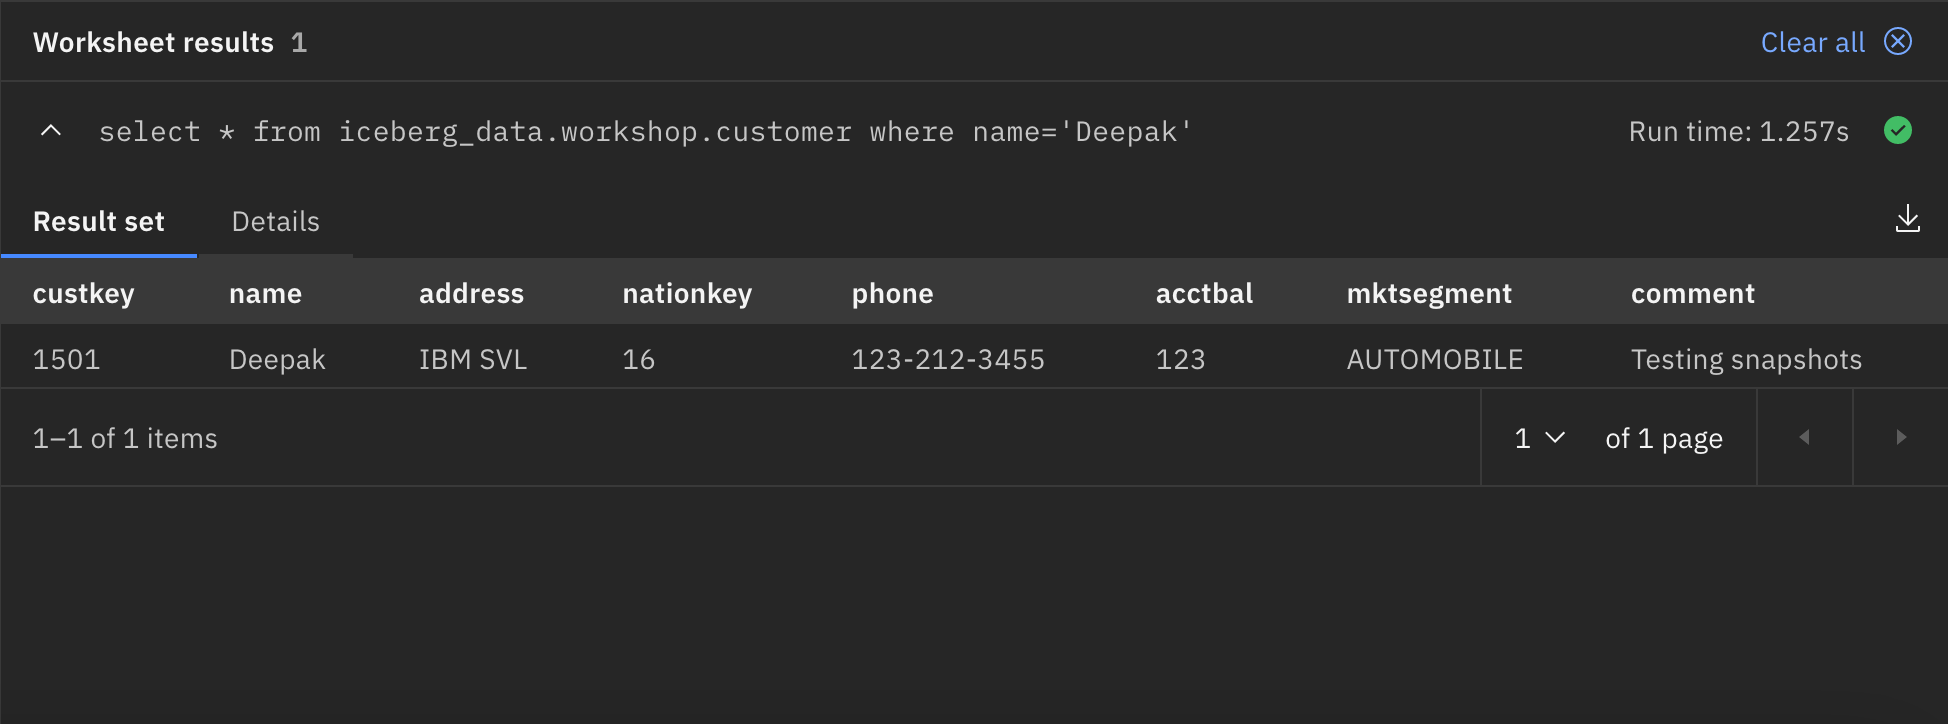 Worksheet results 1 Clear all
select * from iceberg_data.workshop.customer where name='Deepak' Run time: 1.257s
Result set Details
custkey name address nationkey phone acctbal mktsegment comment
1501 Deepak IBM SVL 16 123-212-3455 123 AUTOMOBILE Testing snapshots
1–1 of 1 items 1 of 1 page